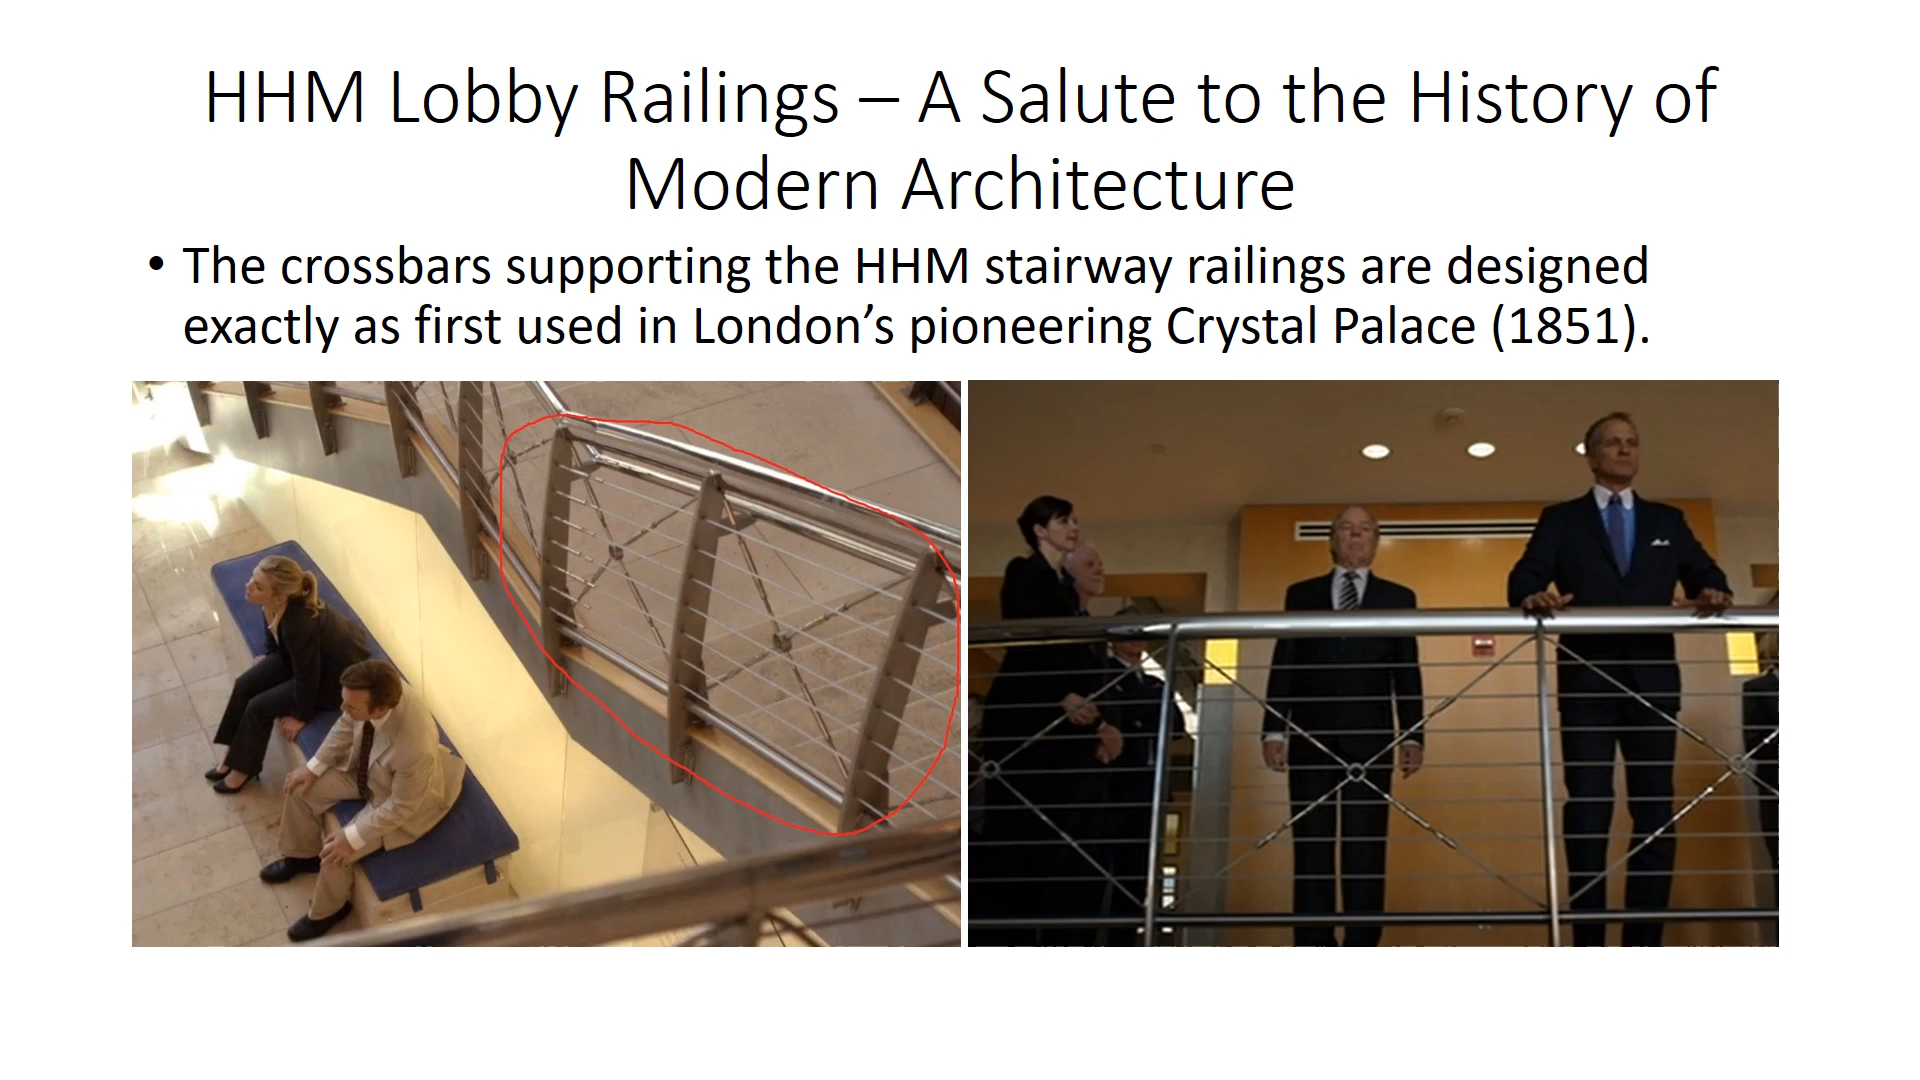 HHM Lobby Railings – A Salute to the History of
Modern Architecture
• The crossbars supporting the HHM stairway railings are designed
exactly as first used in London’s pioneering Crystal Palace (1851).